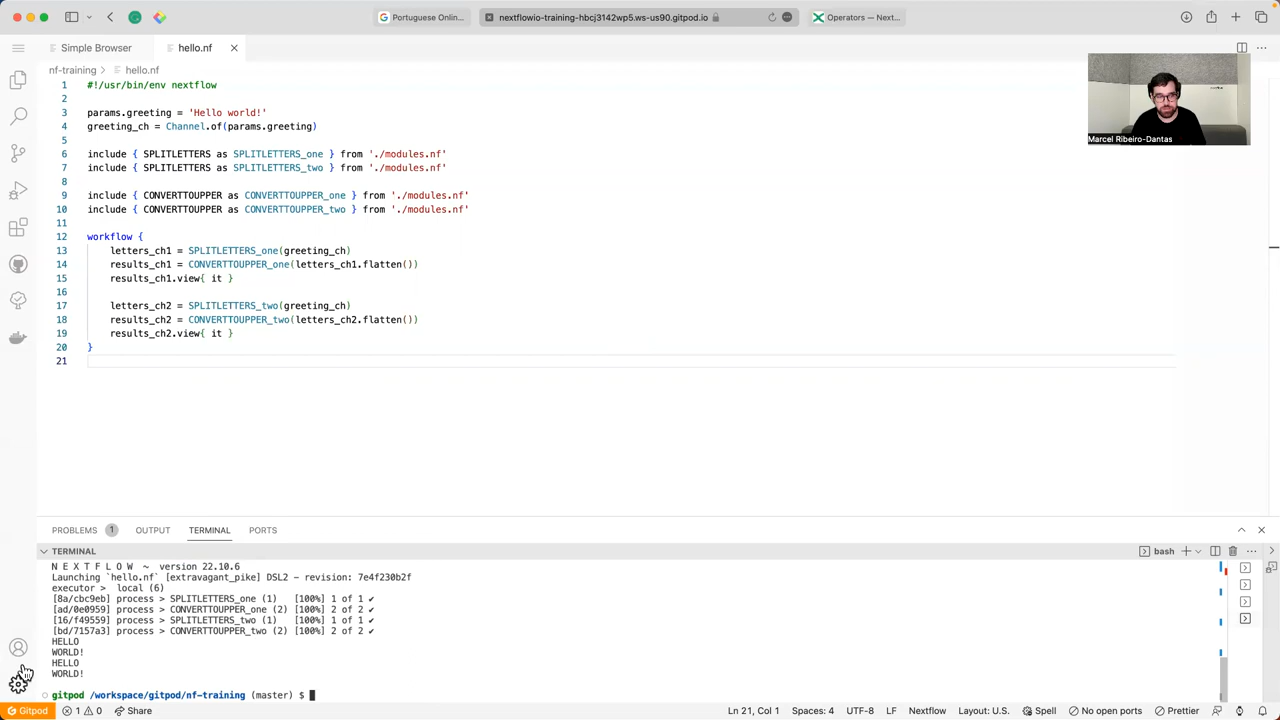 Portuguese Onlin...
nextflowio-training-hbcj3142wp5.ws-us90.gitpod.io
Operators — Next...
Simple Browser
hello.nf
nf-training > hello.nf
1 #!/usr/bin/env nextflow
2
3 params.greeting = 'Hello world!'
4 greeting_ch = Channel.of(params.greeting)
5
6 include { SPLITLETTERS as SPLITLETTERS_one } from './modules.nf'
7 include { SPLITLETTERS as SPLITLETTERS_two } from './modules.nf'
8
9 include { CONVERTTOUPPER as CONVERTTOUPPER_one } from './modules.nf'
10 include { CONVERTTOUPPER as CONVERTTOUPPER_two } from './modules.nf'
11
12 workflow {
13 letters_ch1 = SPLITLETTERS_one(greeting_ch)
14 results_ch1 = CONVERTTOUPPER_one(letters_ch1.flatten())
15 results_ch1.view{ it }
16
17 letters_ch2 = SPLITLETTERS_two(greeting_ch)
18 results_ch2 = CONVERTTOUPPER_two(letters_ch2.flatten())
19 results_ch2.view{ it }
20 }
21
Marcel Ribeiro-Dantas
PROBLEMS 1 OUTPUT TERMINAL PORTS
TERMINAL
bash
N E X T F L O W ~ version 22.10.6
Launching `hello.nf` [extravagant_pike] DSL2 - revision: 7e4f230b2f
executor > local (6)
[8a/cbc9eb] process > SPLITLETTERS_one (1) [100%] 1 of 1 ✔
[ad/0e0959] process > CONVERTTOUPPER_one (2) [100%] 2 of 2 ✔
[16/f49559] process > SPLITLETTERS_two (1) [100%] 1 of 1 ✔
[bd/7157a3] process > CONVERTTOUPPER_two (2) [100%] 2 of 2 ✔
HELLO
WORLD!
HELLO
WORLD!
gitpod /workspace/gitpod/nf-training (master) $
Gitpod 1 0 Share Ln 21, Col 1 Spaces: 4 UTF-8 LF Nextflow Layout: U.S. Spell No open ports Prettier